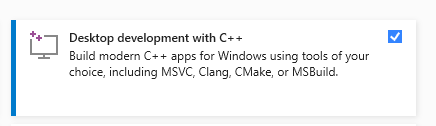 Desktop development with C++
Build modern C++ apps for Windows using tools of your
choice, including MSVC, Clang, CMake, or MSBuild.